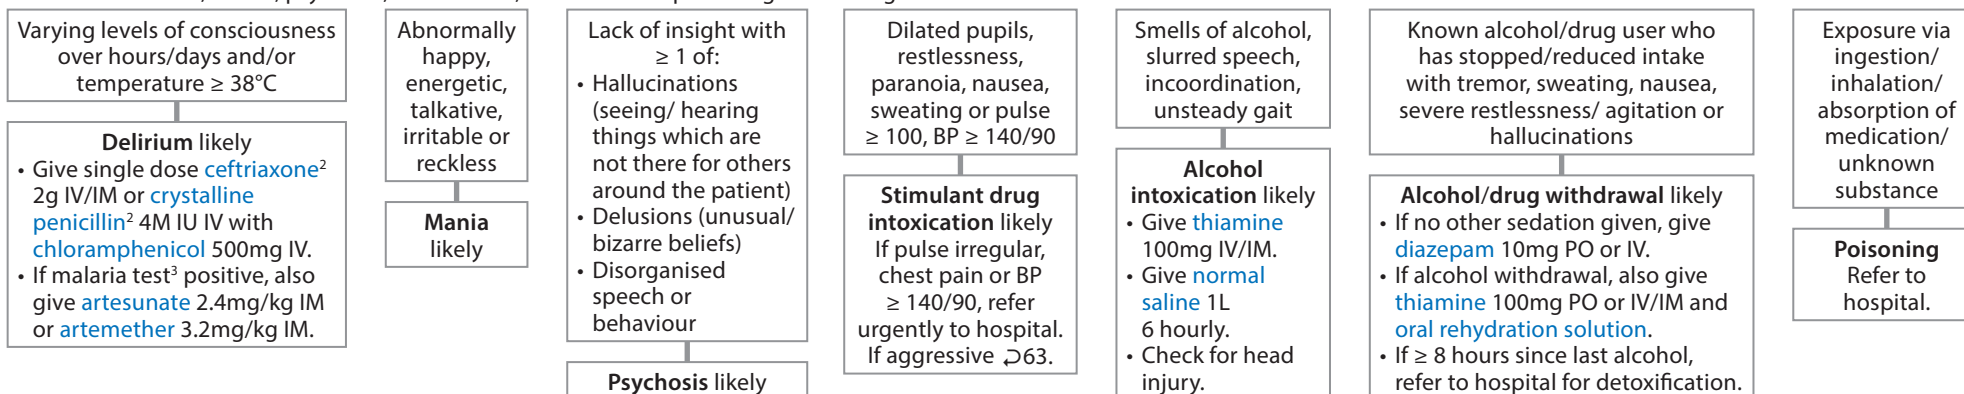 Varying levels of consciousness
over hours/days and/or
temperature ≥ 38°C
Delirium likely
• Give single dose ceftriaxone²
2g IV/IM or crystalline
penicillin² 4M IU IV with
chloramphenicol 500mg IV.
• If malaria test³ positive, also
give artesunate 2.4mg/kg IM
or artemether 3.2mg/kg IM.
Abnormally
happy,
energetic,
talkative,
irritable or
reckless
Mania
likely
Lack of insight with
≥ 1 of:
• Hallucinations
(seeing/ hearing
things which are
not there for others
around the patient)
• Delusions (unusual/
bizarre beliefs)
• Disorganised
speech or
behaviour
Psychosis likely
Dilated pupils,
restlessness,
paranoia, nausea,
sweating or pulse
≥ 100, BP ≥ 140/90
Stimulant drug
intoxication likely
If pulse irregular,
chest pain or BP
≥ 140/90, refer
urgently to hospital.
If aggressive ⮌63.
Smells of alcohol,
slurred speech,
incoordination,
unsteady gait
Alcohol
intoxication likely
• Give thiamine
100mg IV/IM.
• Give normal
saline 1L
6 hourly.
• Check for head
injury.
Known alcohol/drug user who
has stopped/reduced intake
with tremor, sweating, nausea,
severe restlessness/ agitation or
hallucinations
Alcohol/drug withdrawal likely
• If no other sedation given, give
diazepam 10mg PO or IV.
• If alcohol withdrawal, also give
thiamine 100mg PO or IV/IM and
oral rehydration solution.
• If ≥ 8 hours since last alcohol,
refer to hospital for detoxification.
Exposure via
ingestion/
inhalation/
absorption of
medication/
unknown
substance
Poisoning
Refer to
hospital.